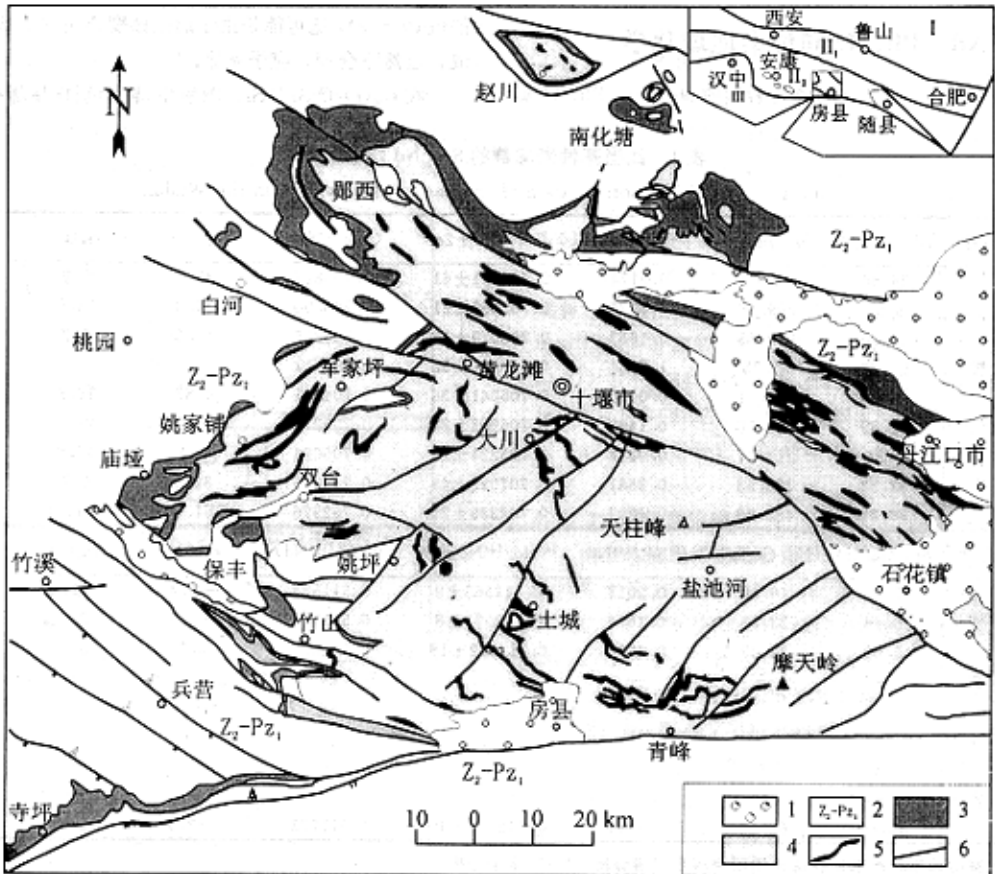 N
赵川
南化塘
西安
鲁山
I
II₁
安康
II₂
汉中
III
房县
随县
合肥
郧西
Z₂-Pz₁
白河
桃园
Z₂-Pz₁
Z₂-Pz₁
军家坪
黄龙滩
十堰市
姚家铺
大川
丹江口市
庙垭
双台
天柱峰
竹溪
保丰
姚坪
盐池河
石花镇
竹山
土城
摩天岭
兵营
房县
Z₂-Pz₁
青峰
Z₂-Pz₁
寺坪
10 0 10 20 km
1 Z₂-Pz₁ 2 3
4 5 6